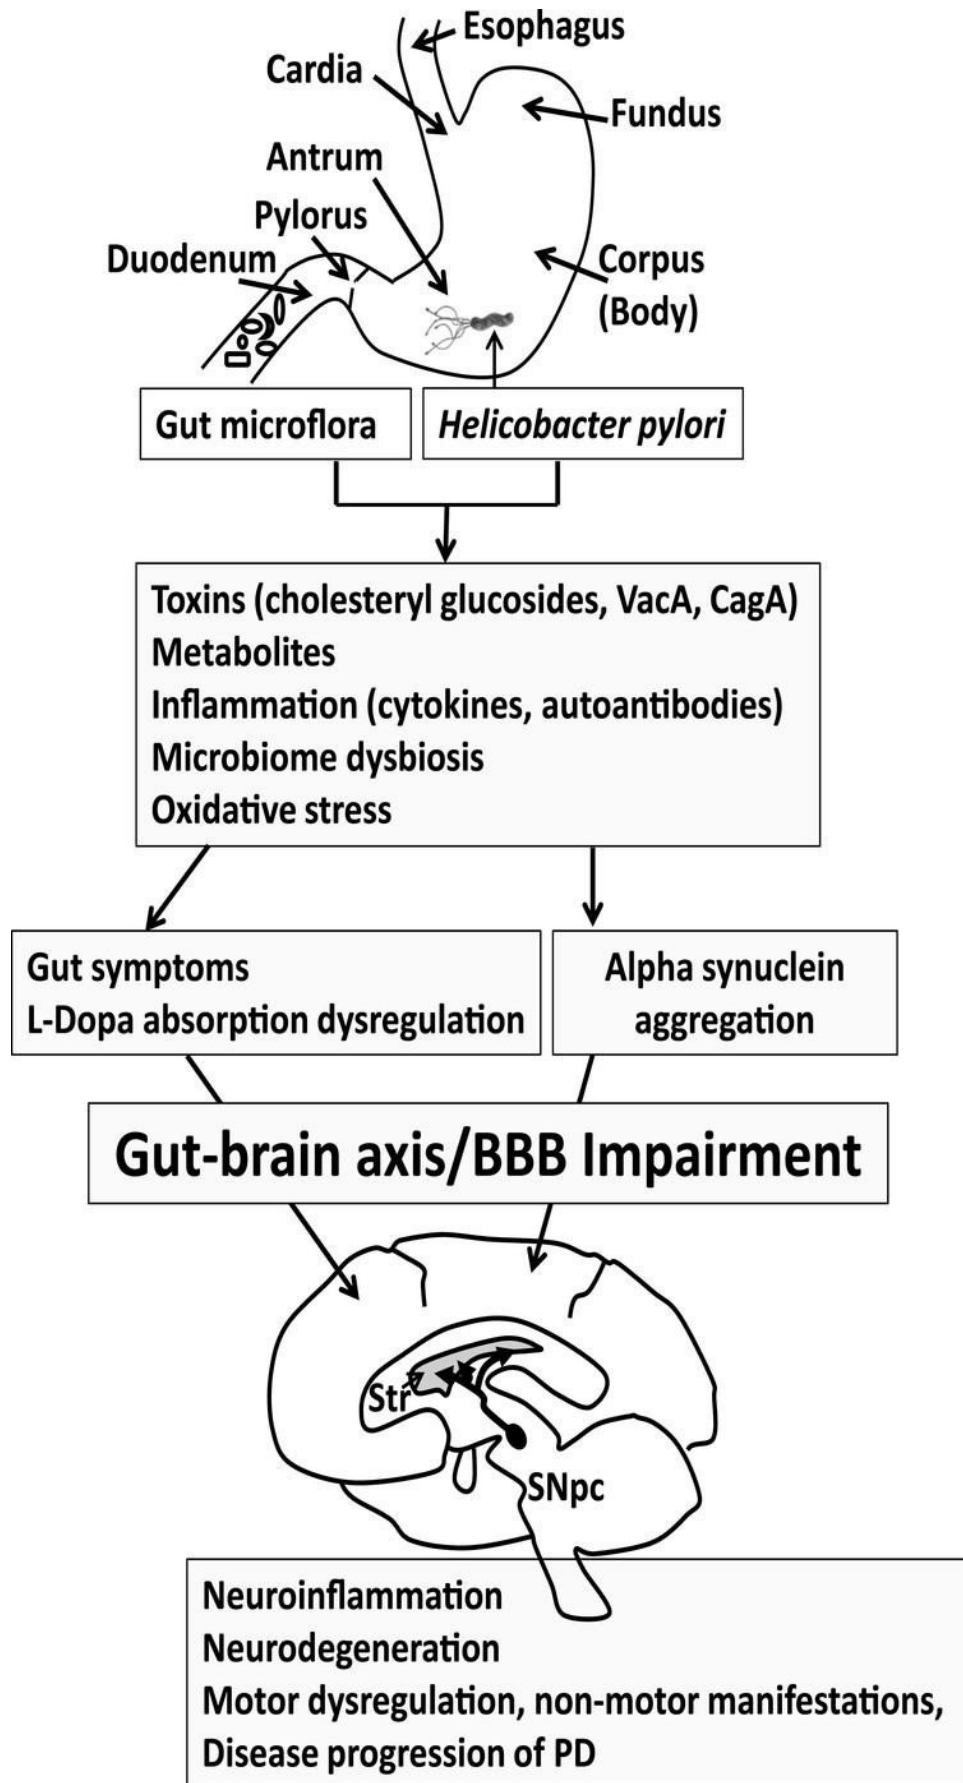 Esophagus
Cardia
Fundus
Antrum
Pylorus
Duodenum
Corpus
(Body)
Gut microflora
Helicobacter pylori
Toxins (cholesteryl glucosides, VacA, CagA)
Metabolites
Inflammation (cytokines, autoantibodies)
Microbiome dysbiosis
Oxidative stress
Gut symptoms
L-Dopa absorption dysregulation
Alpha synuclein
aggregation
Gut-brain axis/BBB Impairment
Str
SNpc
Neuroinflammation
Neurodegeneration
Motor dysregulation, non-motor manifestations,
Disease progression of PD